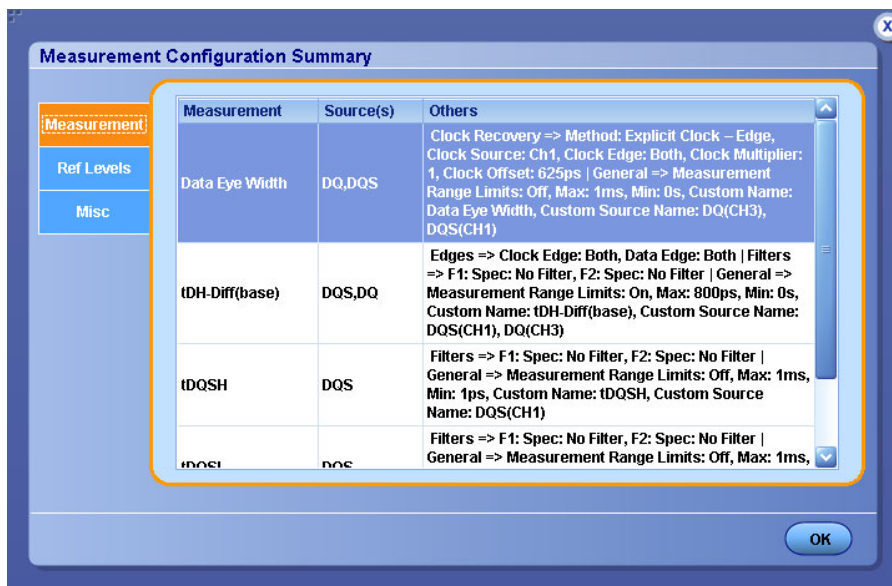 X
Measurement Configuration Summary
Measurement
Ref Levels
Misc
Measurement Source(s) Others
Data Eye Width DQ,DQS
Clock Recovery => Method: Explicit Clock – Edge,
Clock Source: Ch1, Clock Edge: Both, Clock Multiplier:
1, Clock Offset: 625ps | General => Measurement
Range Limits: Off, Max: 1ms, Min: 0s, Custom Name:
Data Eye Width, Custom Source Name: DQ(CH3),
DQS(CH1)
tDH-Diff(base) DQS,DQ
Edges => Clock Edge: Both, Data Edge: Both | Filters
=> F1: Spec: No Filter, F2: Spec: No Filter | General =>
Measurement Range Limits: On, Max: 800ps, Min: 0s,
Custom Name: tDH-Diff(base), Custom Source Name:
DQS(CH1), DQ(CH3)
tDQSH DQS
Filters => F1: Spec: No Filter, F2: Spec: No Filter |
General => Measurement Range Limits: Off, Max: 1ms,
Min: 1ps, Custom Name: tDQSH, Custom Source
Name: DQS(CH1)
tDQSL DQS
Filters => F1: Spec: No Filter, F2: Spec: No Filter |
General => Measurement Range Limits: Off, Max: 1ms,
OK